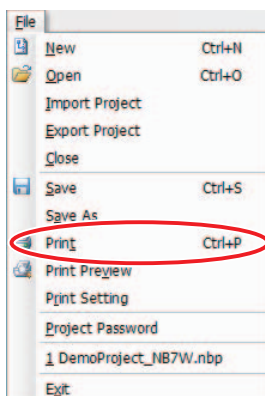 File
New Ctrl+N
Open Ctrl+O
Import Project
Export Project
Close
Save Ctrl+S
Save As
Print Ctrl+P
Print Preview
Print Setting
Project Password
1 DemoProject_NB7W.nbp
Exit